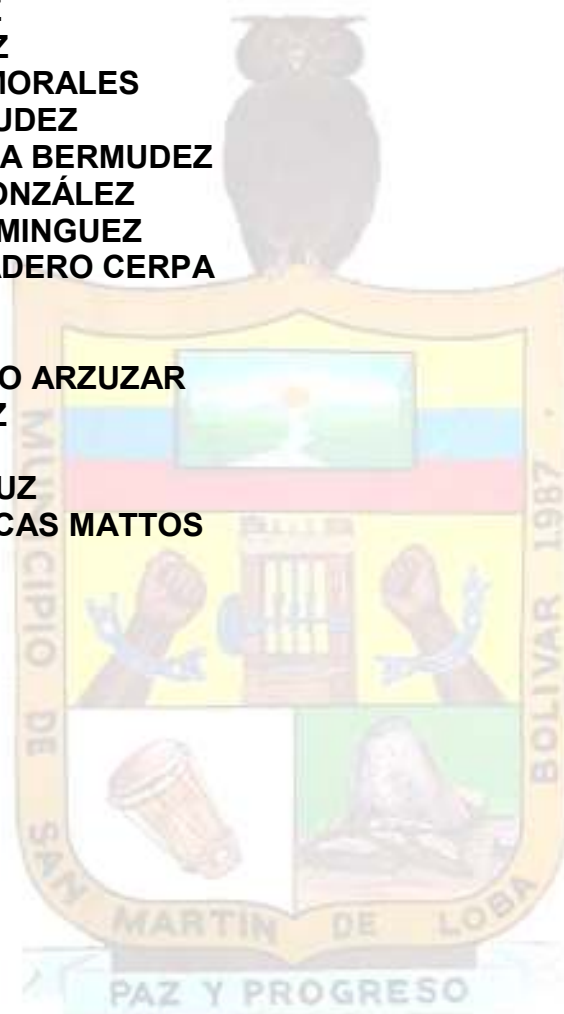 Z
MORALES
UDEZ
A BERMUDEZ
ONZÁLEZ
MINGUEZ
ADERO CERPA
O ARZUZAR
Z
UZ
CAS MATTOS
MUNICIPIO DE SAN MARTIN DE LOBA BOLIVAR 1987 .
PAZ Y PROGRESO